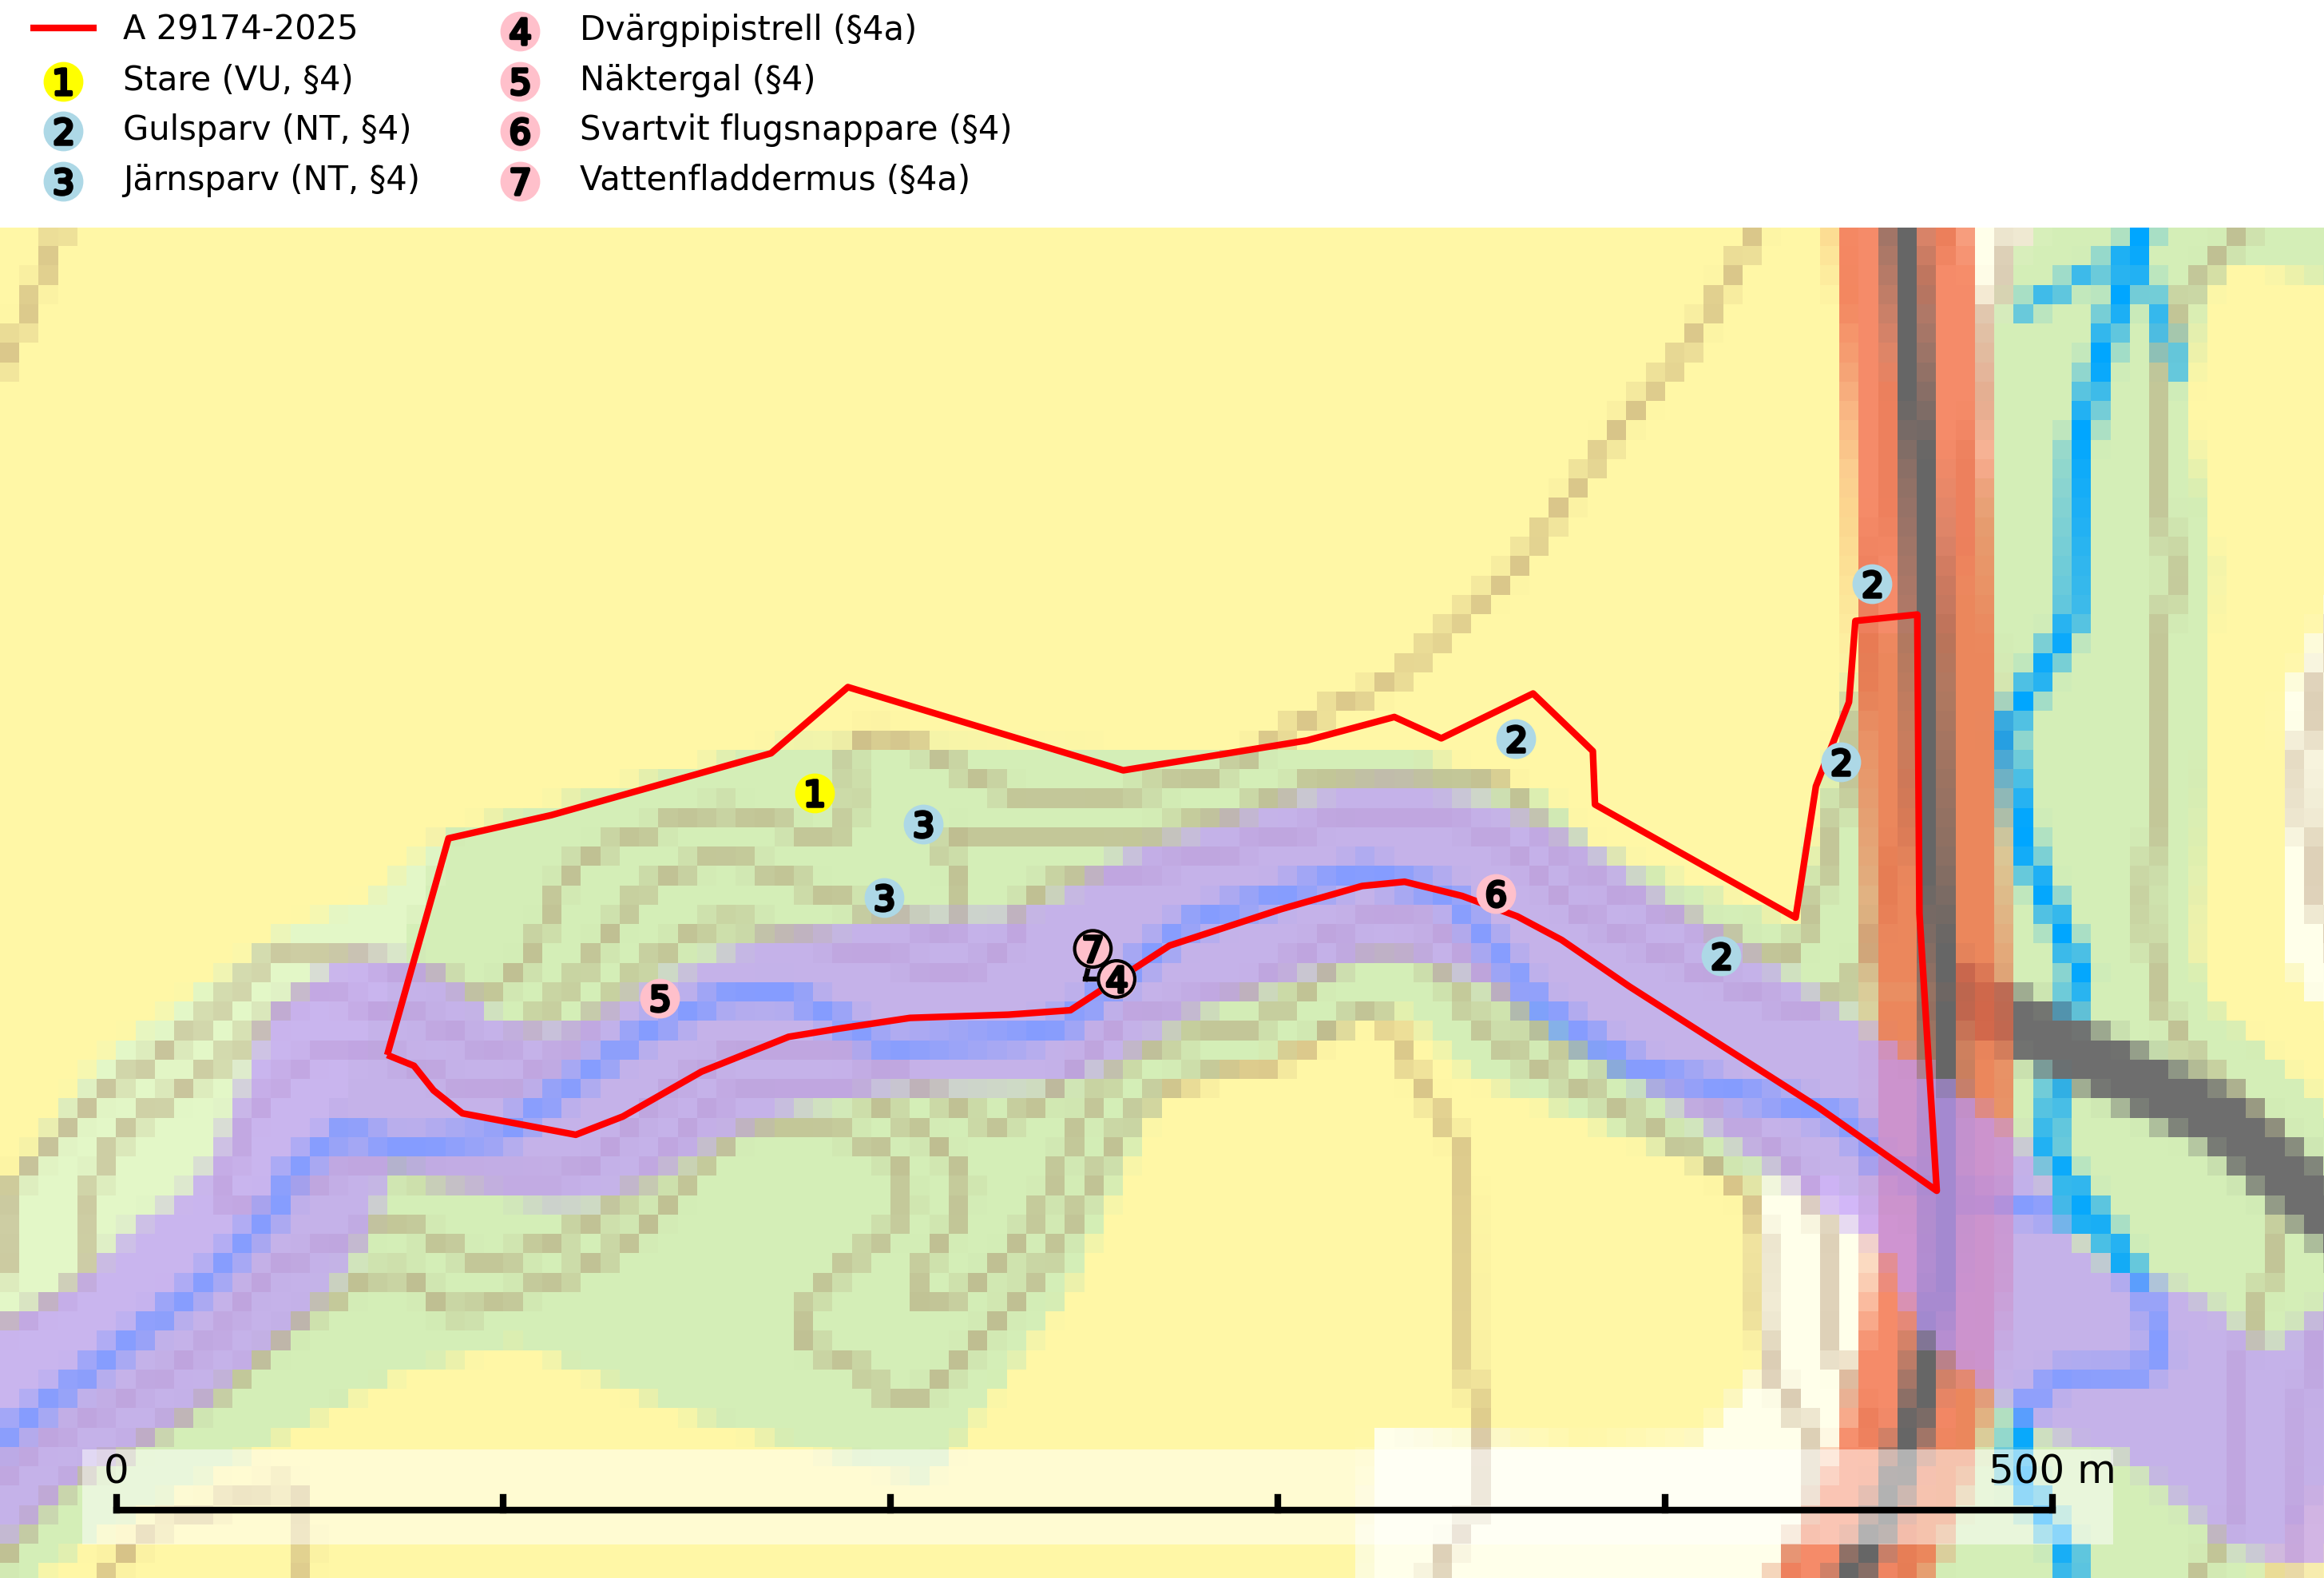 A 29174-2025
1 Stare (VU, §4)
2 Gulsparv (NT, §4)
3 Järnsparv (NT, §4)
4 Dvärgpipistrell (§4a)
5 Näktergal (§4)
6 Svartvit flugsnappare (§4)
7 Vattenfladdermus (§4a)
2
2
2
1
3
3
6
7
2
4
5
0
500 m